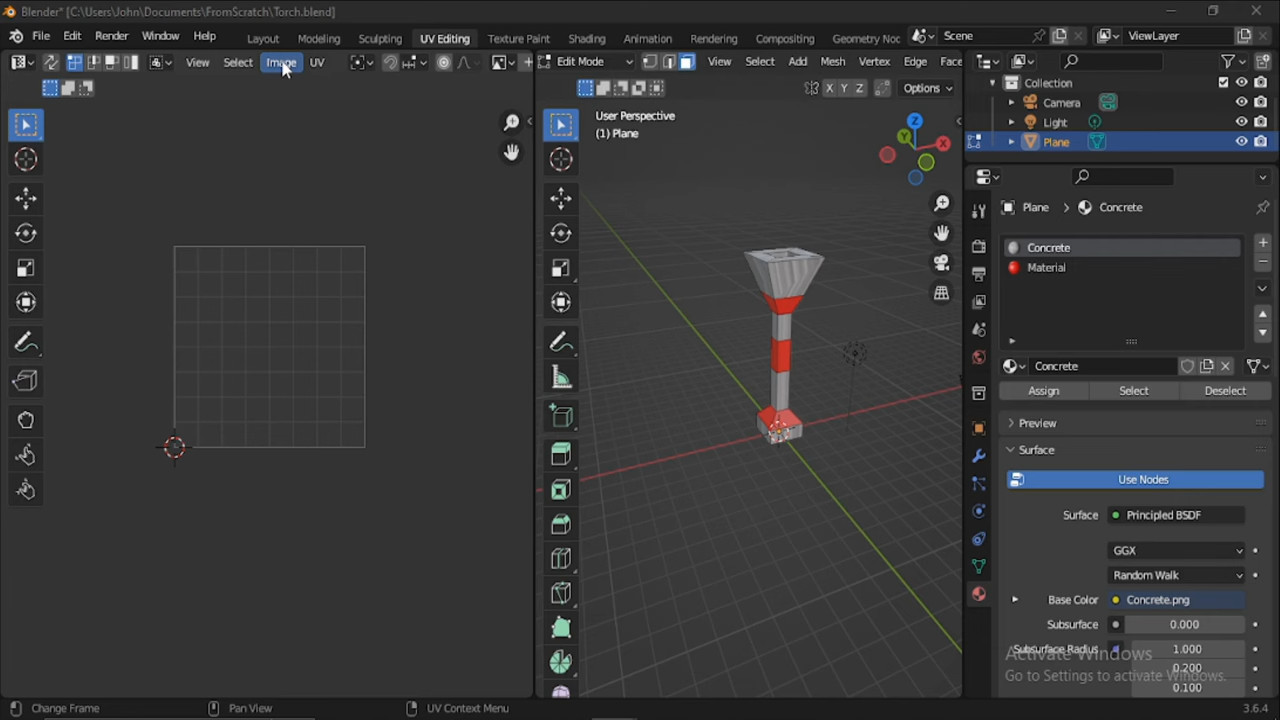 Blender* [C:\Users\John\Documents\FromScratch\Torch.blend]
File Edit Render Window Help
Layout Modeling Sculpting UV Editing Texture Paint Shading Animation Rendering Compositing Geometry Noc
Scene
ViewLayer
View Select Image UV
Edit Mode
View Select Add Mesh Vertex Edge Face
X Y Z
Options
User Perspective
(1) Plane
Collection
Camera
Light
Plane
Plane > Concrete
Concrete
Material
Concrete
Assign Select Deselect
Preview
Surface
Use Nodes
Surface Principled BSDF
GGX
Random Walk
Base Color Concrete.png
Subsurface 0.000
Subsurface Radius 1.000
0.200
0.100
Activate Windows
Go to Settings to activate Windows.
Change Frame Pan View UV Context Menu 3.6.4